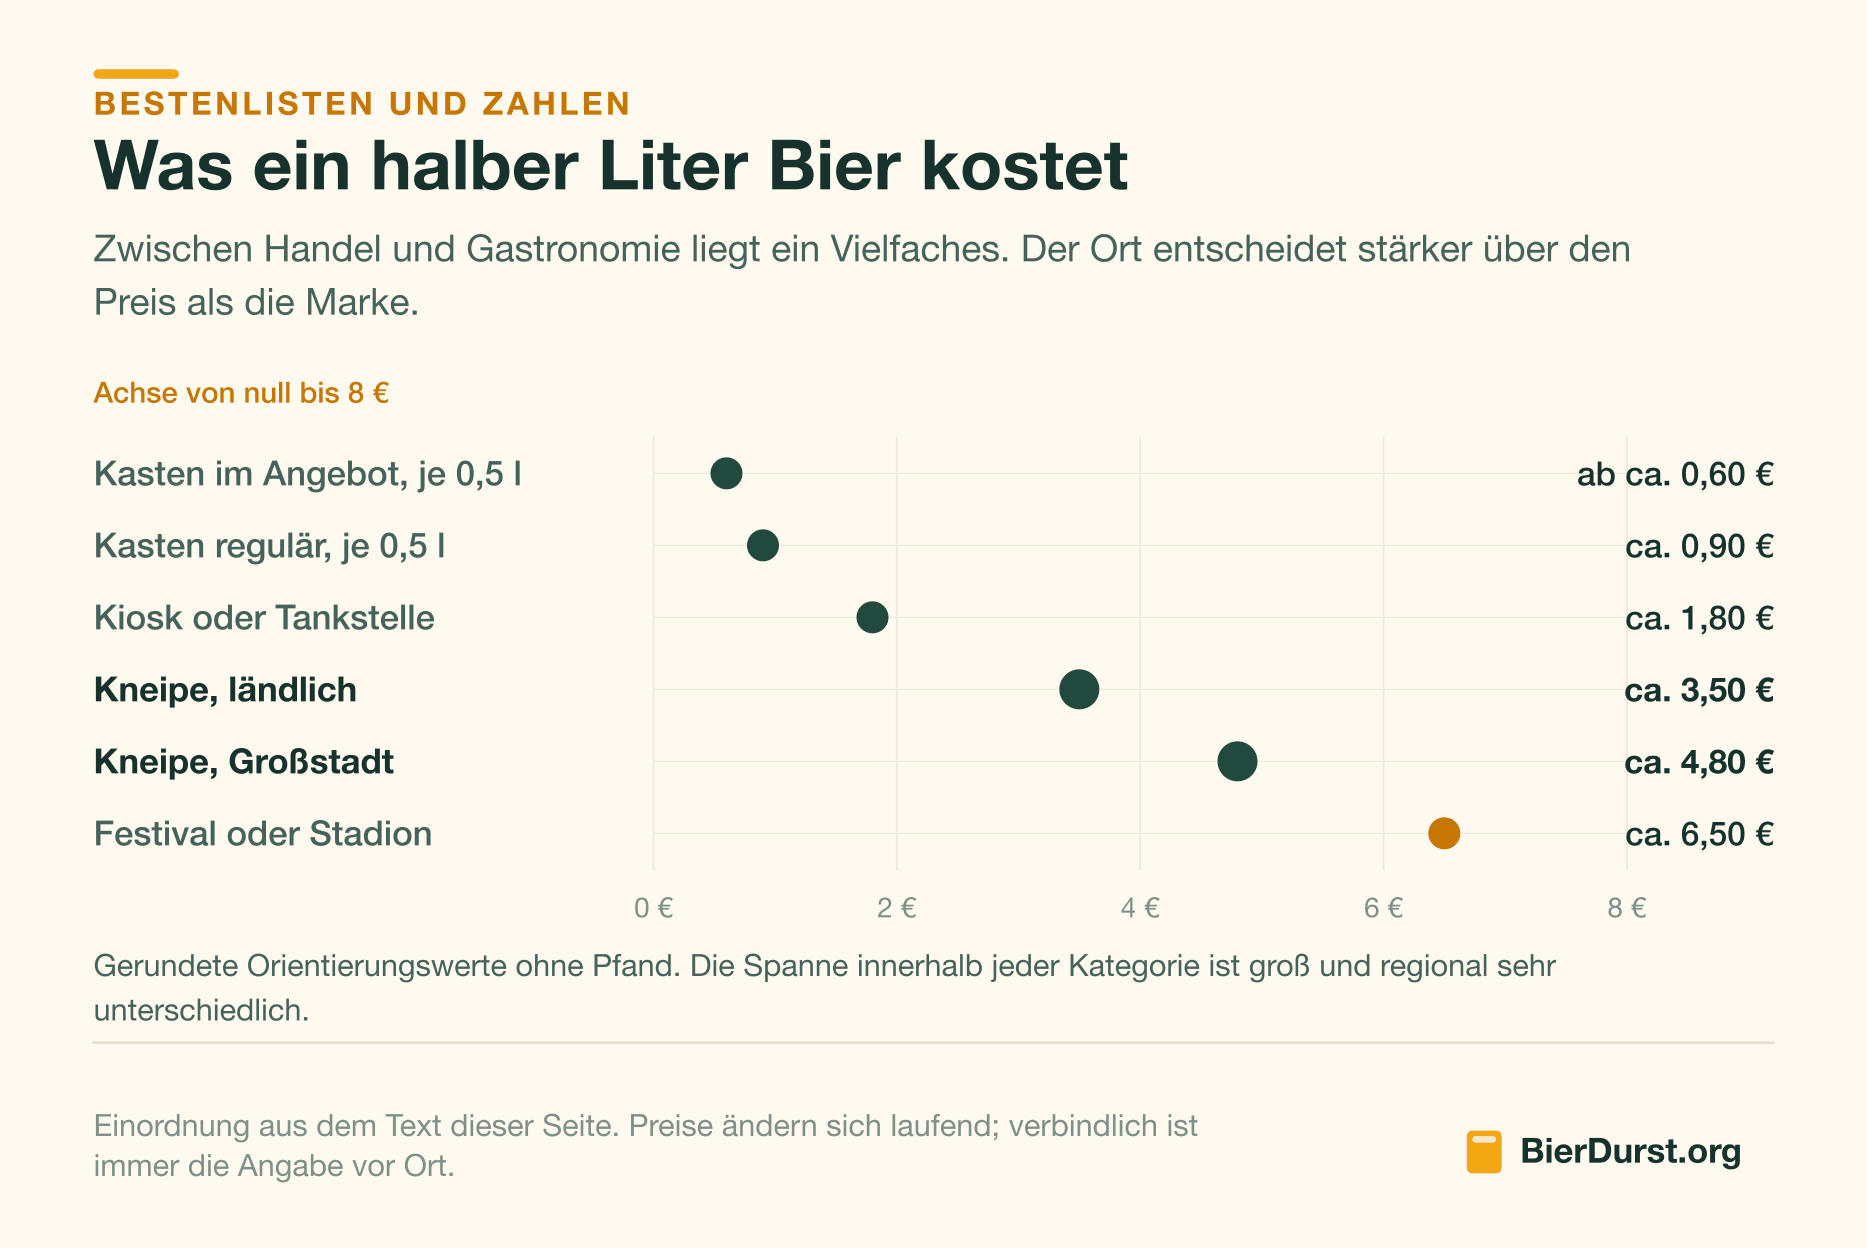 BESTENLISTEN UND ZAHLEN
Was ein halber Liter Bier kostet
Zwischen Handel und Gastronomie liegt ein Vielfaches. Der Ort entscheidet stärker über den
Preis als die Marke.
Achse von null bis 8 €
Kasten im Angebot, je 0,5 l ab ca. 0,60 €
Kasten regulär, je 0,5 l ca. 0,90 €
Kiosk oder Tankstelle ca. 1,80 €
Kneipe, ländlich ca. 3,50 €
Kneipe, Großstadt ca. 4,80 €
Festival oder Stadion ca. 6,50 €
0 € 2 € 4 € 6 € 8 €
Gerundete Orientierungswerte ohne Pfand. Die Spanne innerhalb jeder Kategorie ist groß und regional sehr
unterschiedlich.
Einordnung aus dem Text dieser Seite. Preise ändern sich laufend; verbindlich ist
immer die Angabe vor Ort.
BierDurst.org